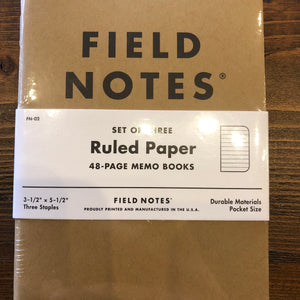 FIELD
NOTES®
FN-02
SET OF THREE
Ruled Paper
48-PAGE MEMO BOOKS
3-1/2" × 5-1/2"
Three Staples
FIELD NOTES®
PROUDLY PRINTED AND MANUFACTURED IN THE U.S.A.
Durable Materials
Pocket Size